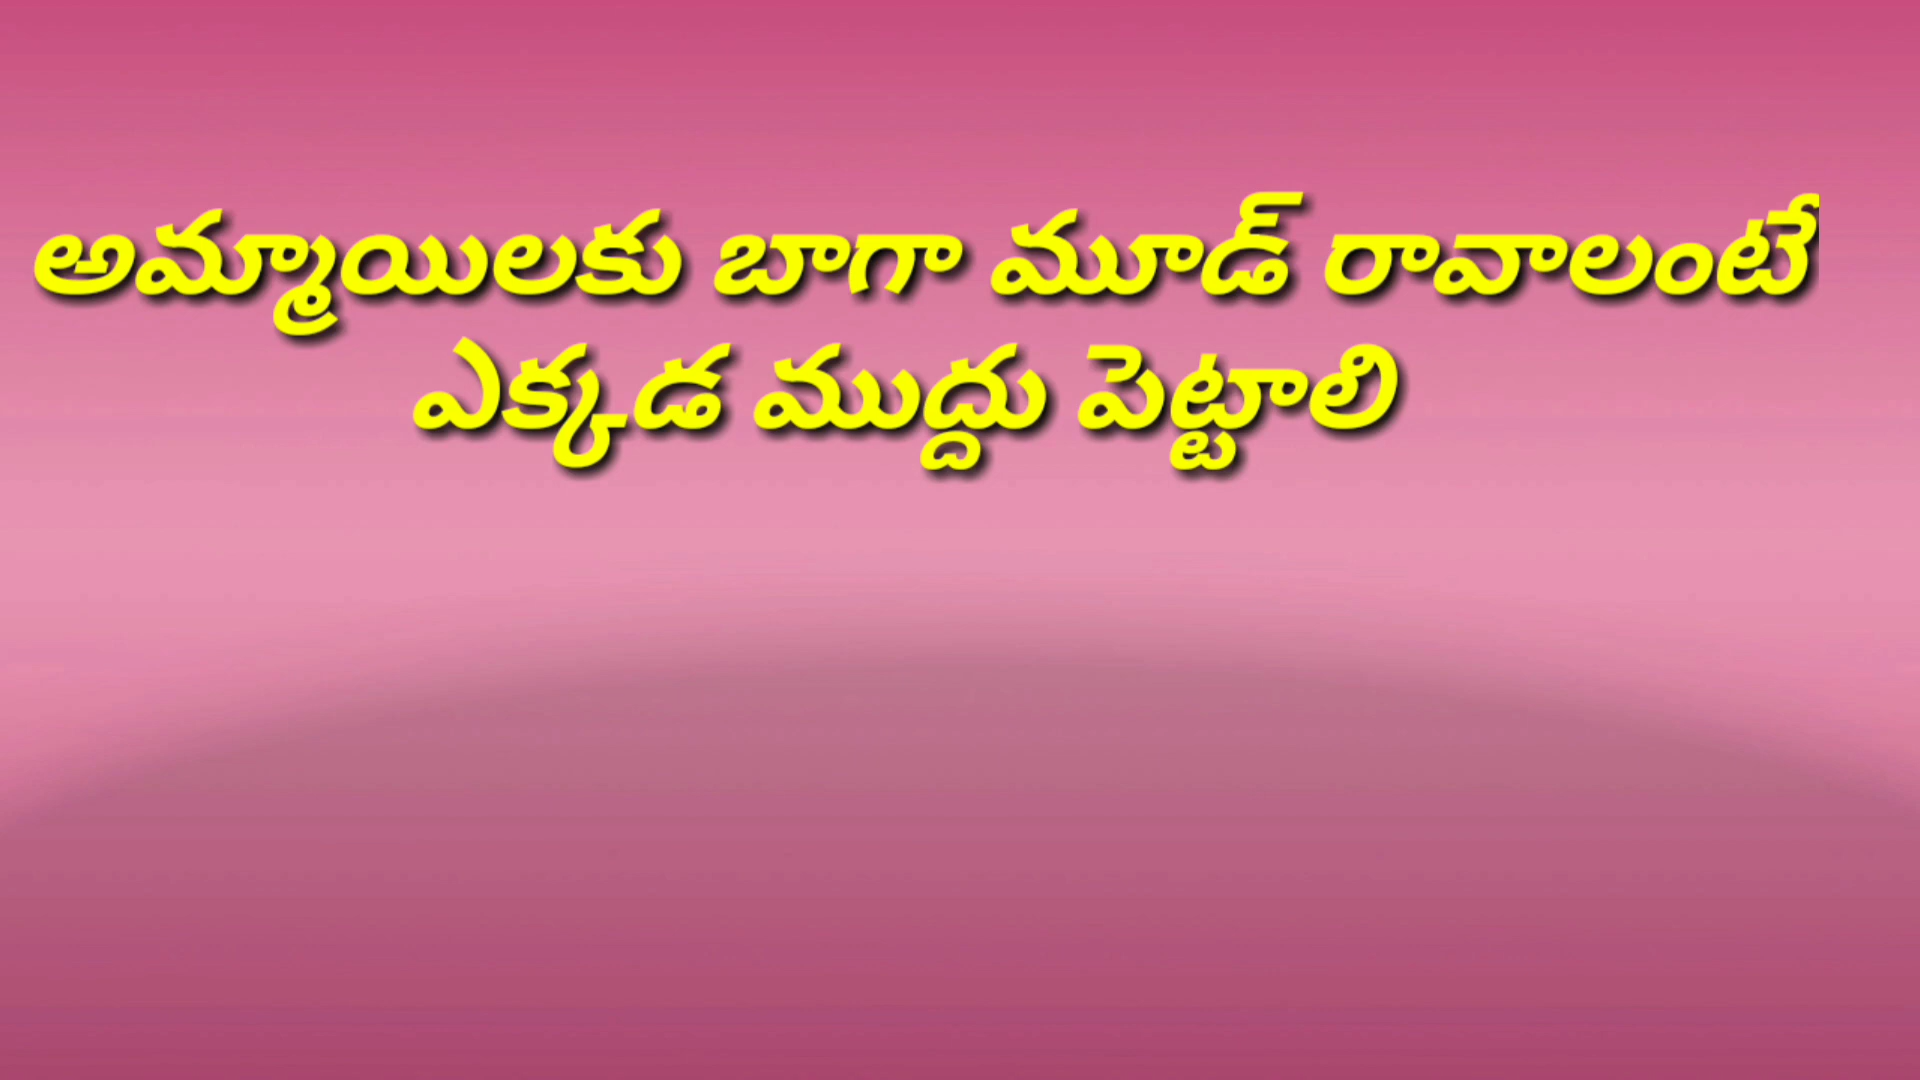 అమ్మాయిలకు బాగా మూడ్ రావాలంటే
ఎక్కడ ముద్దు పెట్టాలి